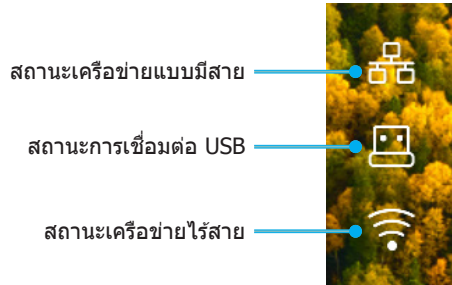 สถานะเครือข่ายแบบมีสาย
สถานะการเชื่อมต่อ USB
สถานะเครือข่ายไร้สาย